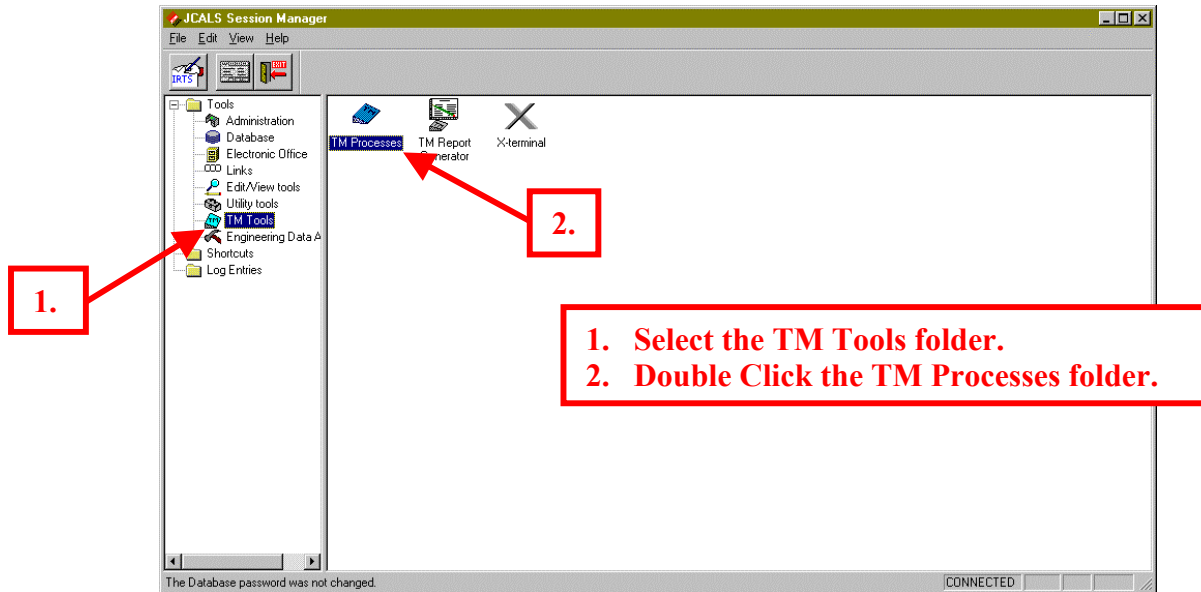 JCALS Session Manager
File Edit View Help
IRTS EXIT
Tools
Administration
Database
Electronic Office
Links
Edit/View tools
Utility tools
TM Tools
Engineering Data A
Shortcuts
Log Entries
TM
TM Processes
TM Report
Generator
X-terminal
1.
2.
1. Select the TM Tools folder.
2. Double Click the TM Processes folder.
The Database password was not changed.
CONNECTED